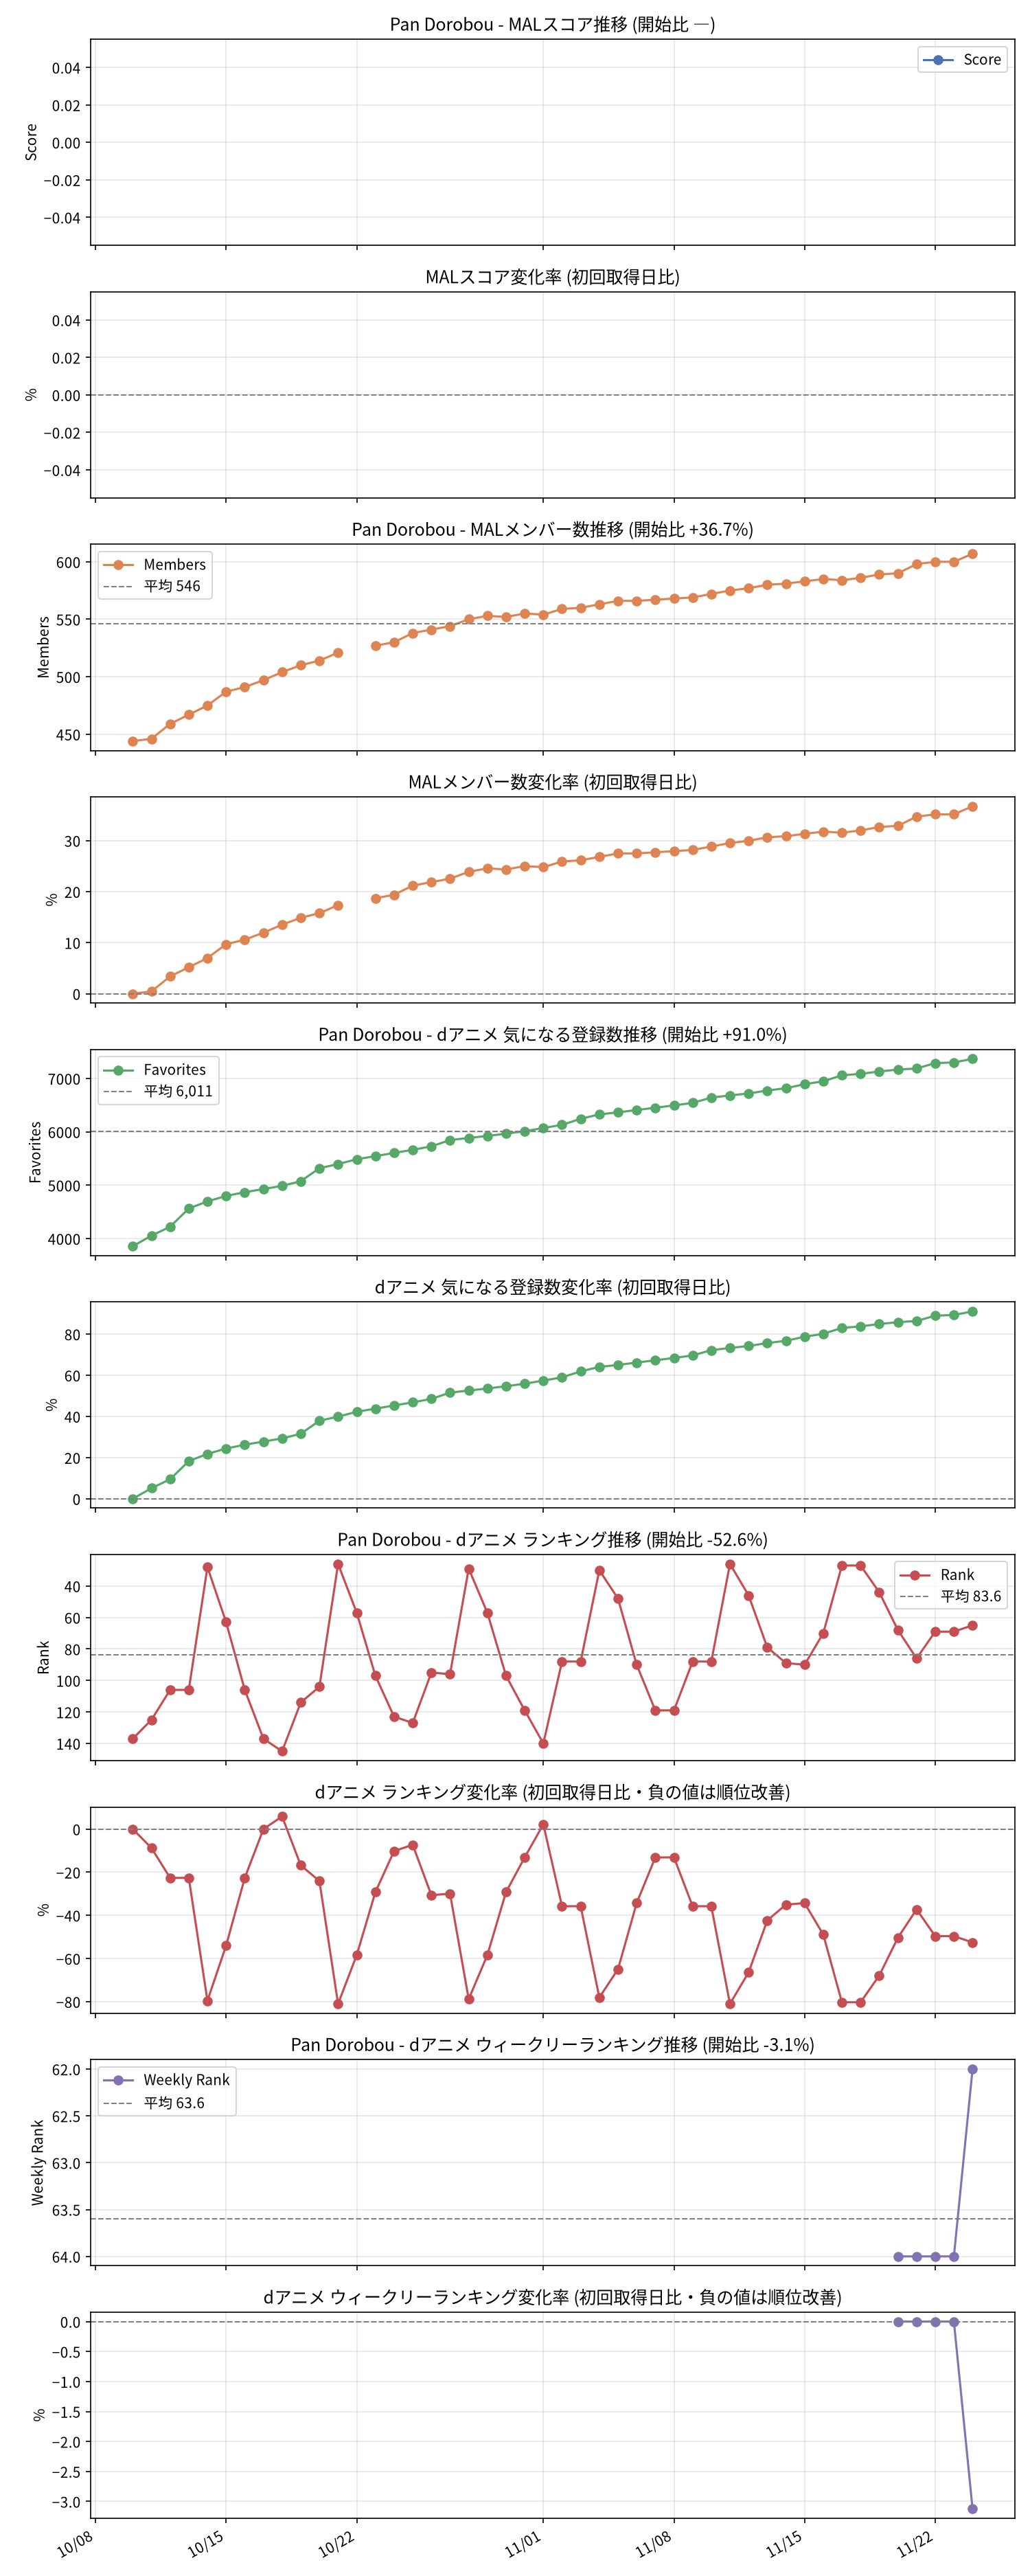 Pan Dorobou - MALスコア推移 (開始比 —)
Score
0.04
0.02
0.00
−0.02
−0.04
Score
MALスコア変化率 (初回取得日比)
0.04
0.02
0.00
−0.02
−0.04
%
Pan Dorobou - MALメンバー数推移 (開始比 +36.7%)
Members
平均 546
600
550
500
450
Members
MALメンバー数変化率 (初回取得日比)
30
20
10
0
%
Pan Dorobou - dアニメ 気になる登録数推移 (開始比 +91.0%)
Favorites
平均 6,011
7000
6000
5000
4000
Favorites
dアニメ 気になる登録数変化率 (初回取得日比)
80
60
40
20
0
%
Pan Dorobou - dアニメ ランキング推移 (開始比 -52.6%)
Rank
平均 83.6
40
60
80
100
120
140
Rank
dアニメ ランキング変化率 (初回取得日比・負の値は順位改善)
0
−20
−40
−60
−80
%
Pan Dorobou - dアニメ ウィークリーランキング推移 (開始比 -3.1%)
Weekly Rank
平均 63.6
62.0
62.5
63.0
63.5
64.0
Weekly Rank
dアニメ ウィークリーランキング変化率 (初回取得日比・負の値は順位改善)
0.0
−0.5
−1.0
−1.5
−2.0
−2.5
−3.0
%
10/08
10/15
10/22
11/01
11/08
11/15
11/22